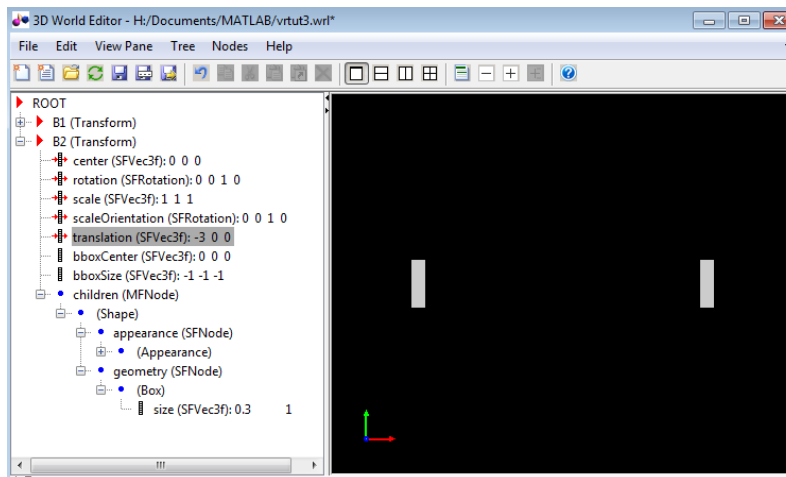 3D World Editor - H:/Documents/MATLAB/vrtut3.wrl*
File Edit View Pane Tree Nodes Help
ROOT
B1 (Transform)
B2 (Transform)
center (SFVec3f): 0 0 0
rotation (SFRotation): 0 0 1 0
scale (SFVec3f): 1 1 1
scaleOrientation (SFRotation): 0 0 1 0
translation (SFVec3f): -3 0 0
bboxCenter (SFVec3f): 0 0 0
bboxSize (SFVec3f): -1 -1 -1
children (MFNode)
(Shape)
appearance (SFNode)
(Appearance)
geometry (SFNode)
(Box)
size (SFVec3f): 0.3 1